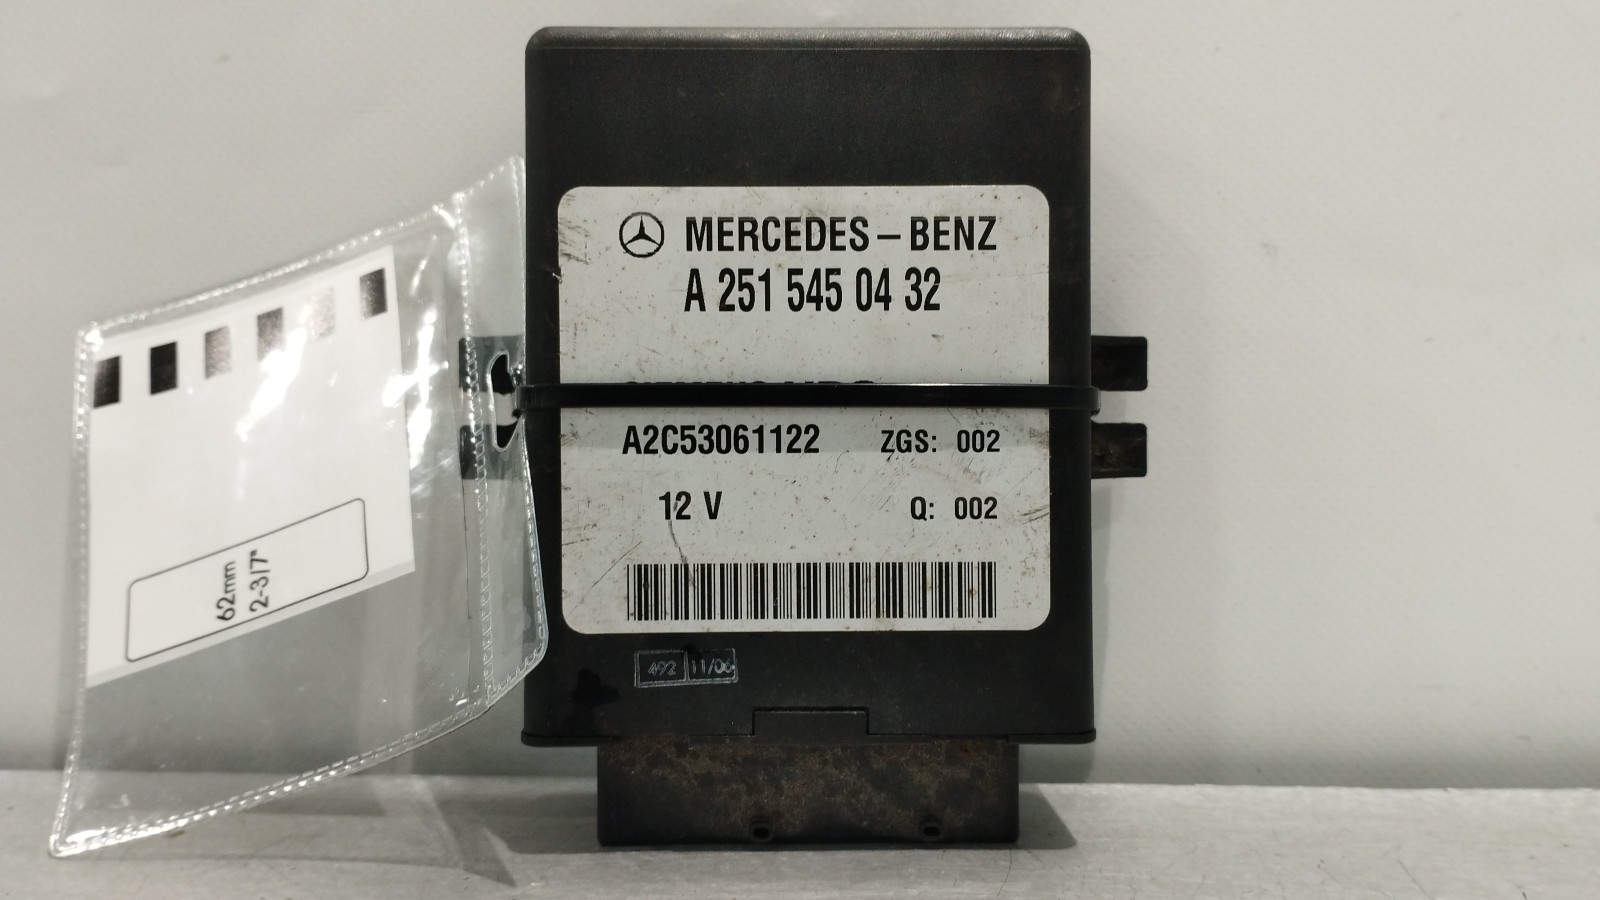 MERCEDES-BENZ
A 251 545 04 32
A2C53061122 ZGS: 002
12 V Q: 002
492 11/06
62mm
2-3/7"